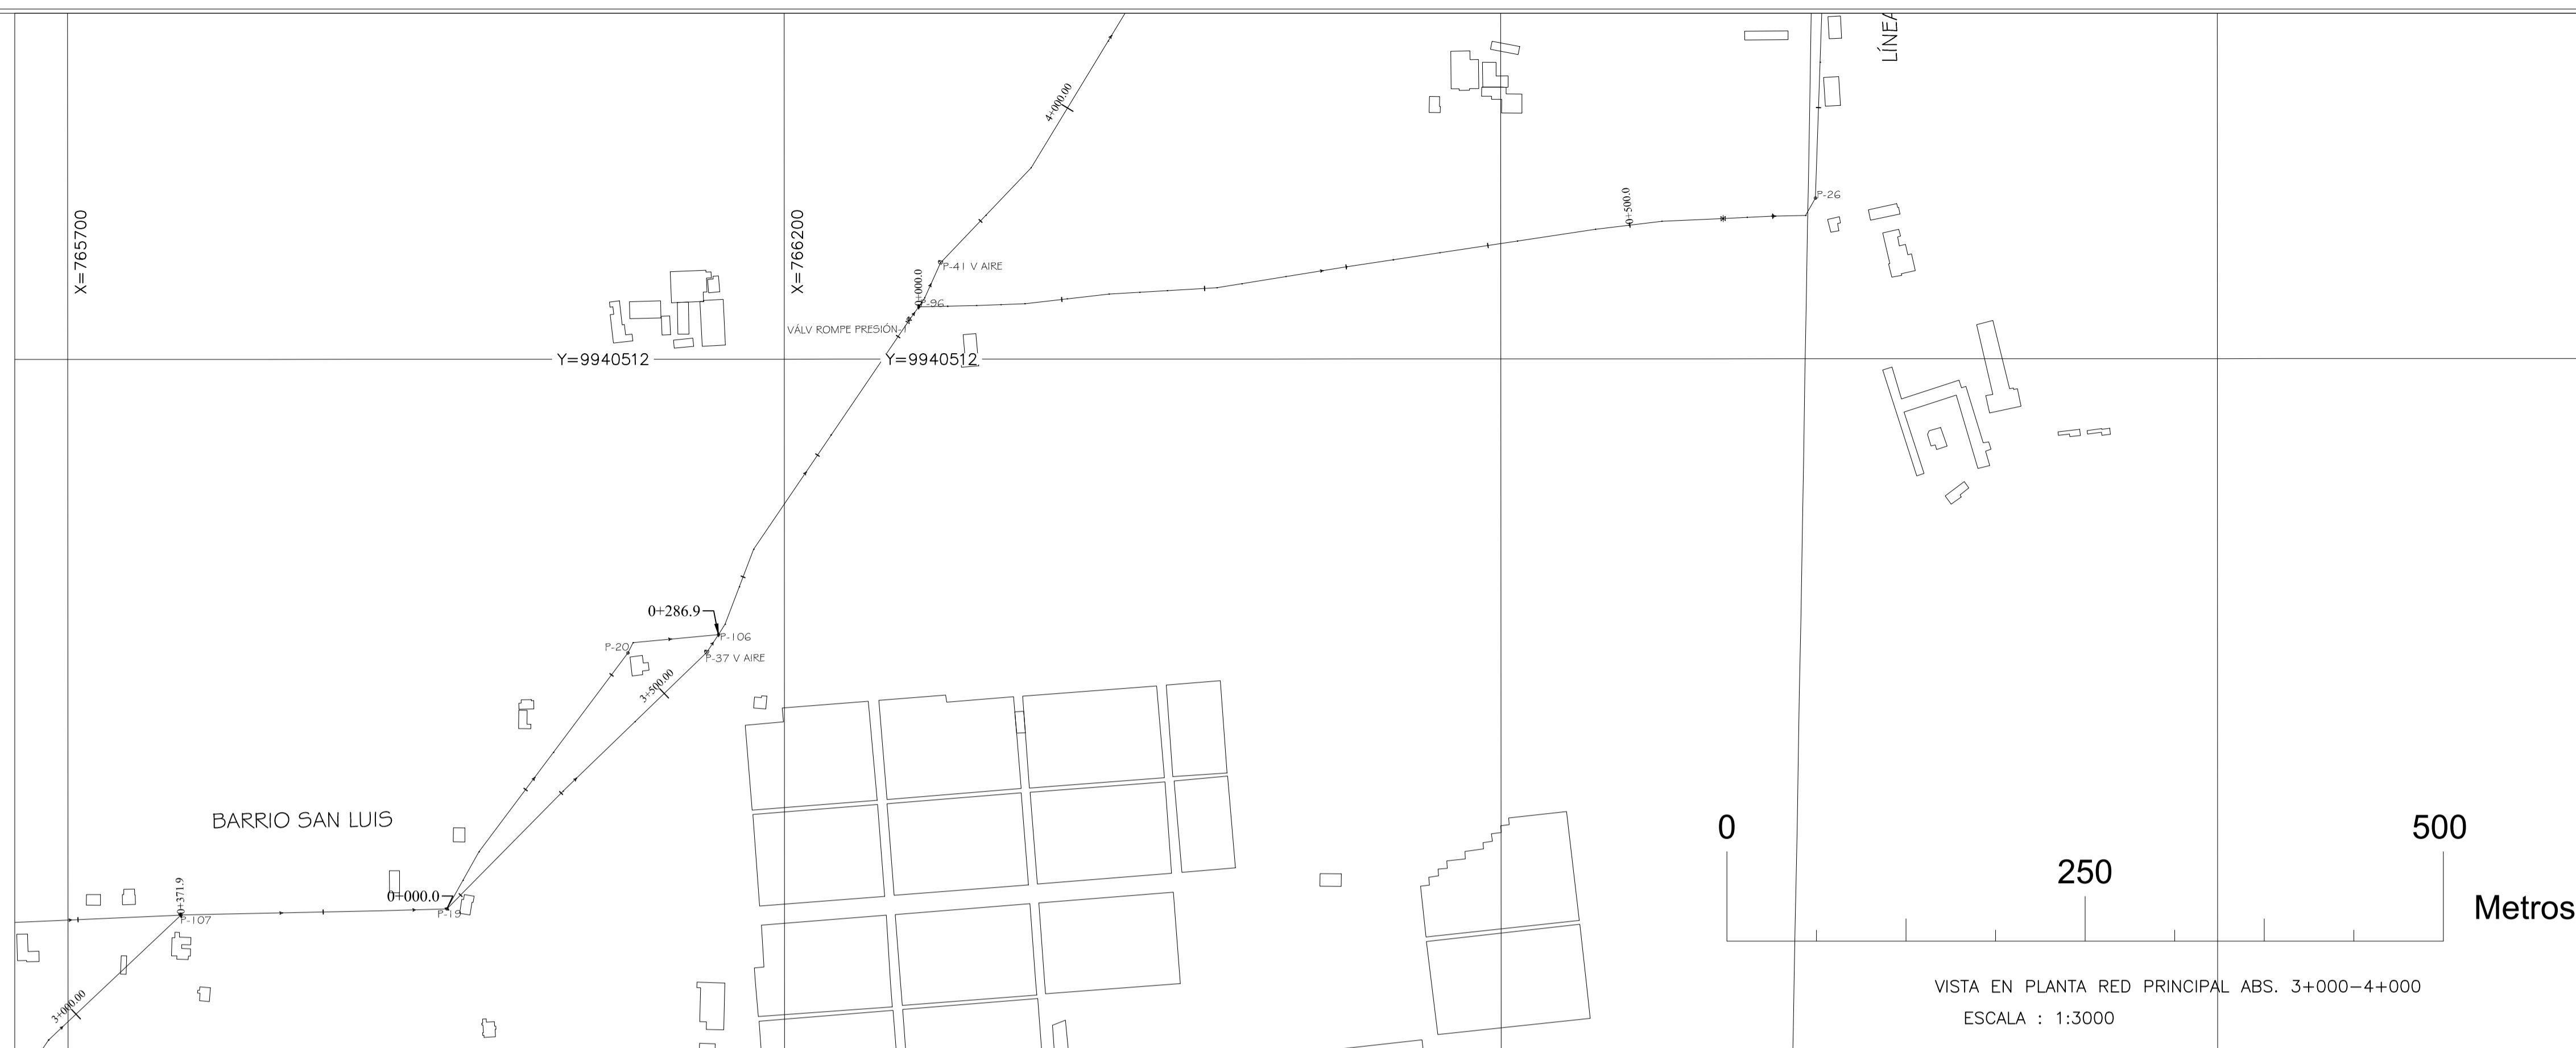 LÍNEA
4+000.00
X=765700
X=766200
0+500.0
P-26
P-41 V AIRE
0+000.0
P-96
VÁLV ROMPE PRESIÓN-1
Y=9940512
Y=9940512
0+286.9
P-106
P-20
P-37 V AIRE
3+500.00
BARRIO SAN LUIS
0
500
250
Metros
0+371.9
0+000.0
P-107
P-19
3+000.00
VISTA EN PLANTA RED PRINCIPAL ABS. 3+000-4+000
ESCALA : 1:3000